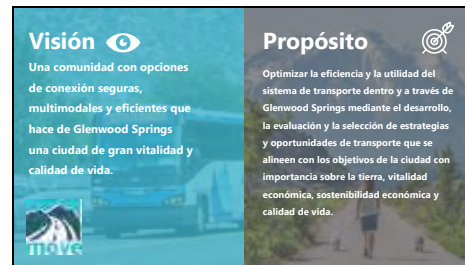 Visión
Una comunidad con opciones
de conexión seguras,
multimodales y eficientes que
hace de Glenwood Springs
una ciudad de gran vitalidad y
calidad de vida.
move
Propósito
Optimizar la eficiencia y la utilidad del
sistema de transporte dentro y a través de
Glenwood Springs mediante el desarrollo,
la evaluación y la selección de estrategias
y oportunidades de transporte que se
alineen con los objetivos de la ciudad con
importancia sobre la tierra, vitalidad
económica, sostenibilidad económica y
calidad de vida.